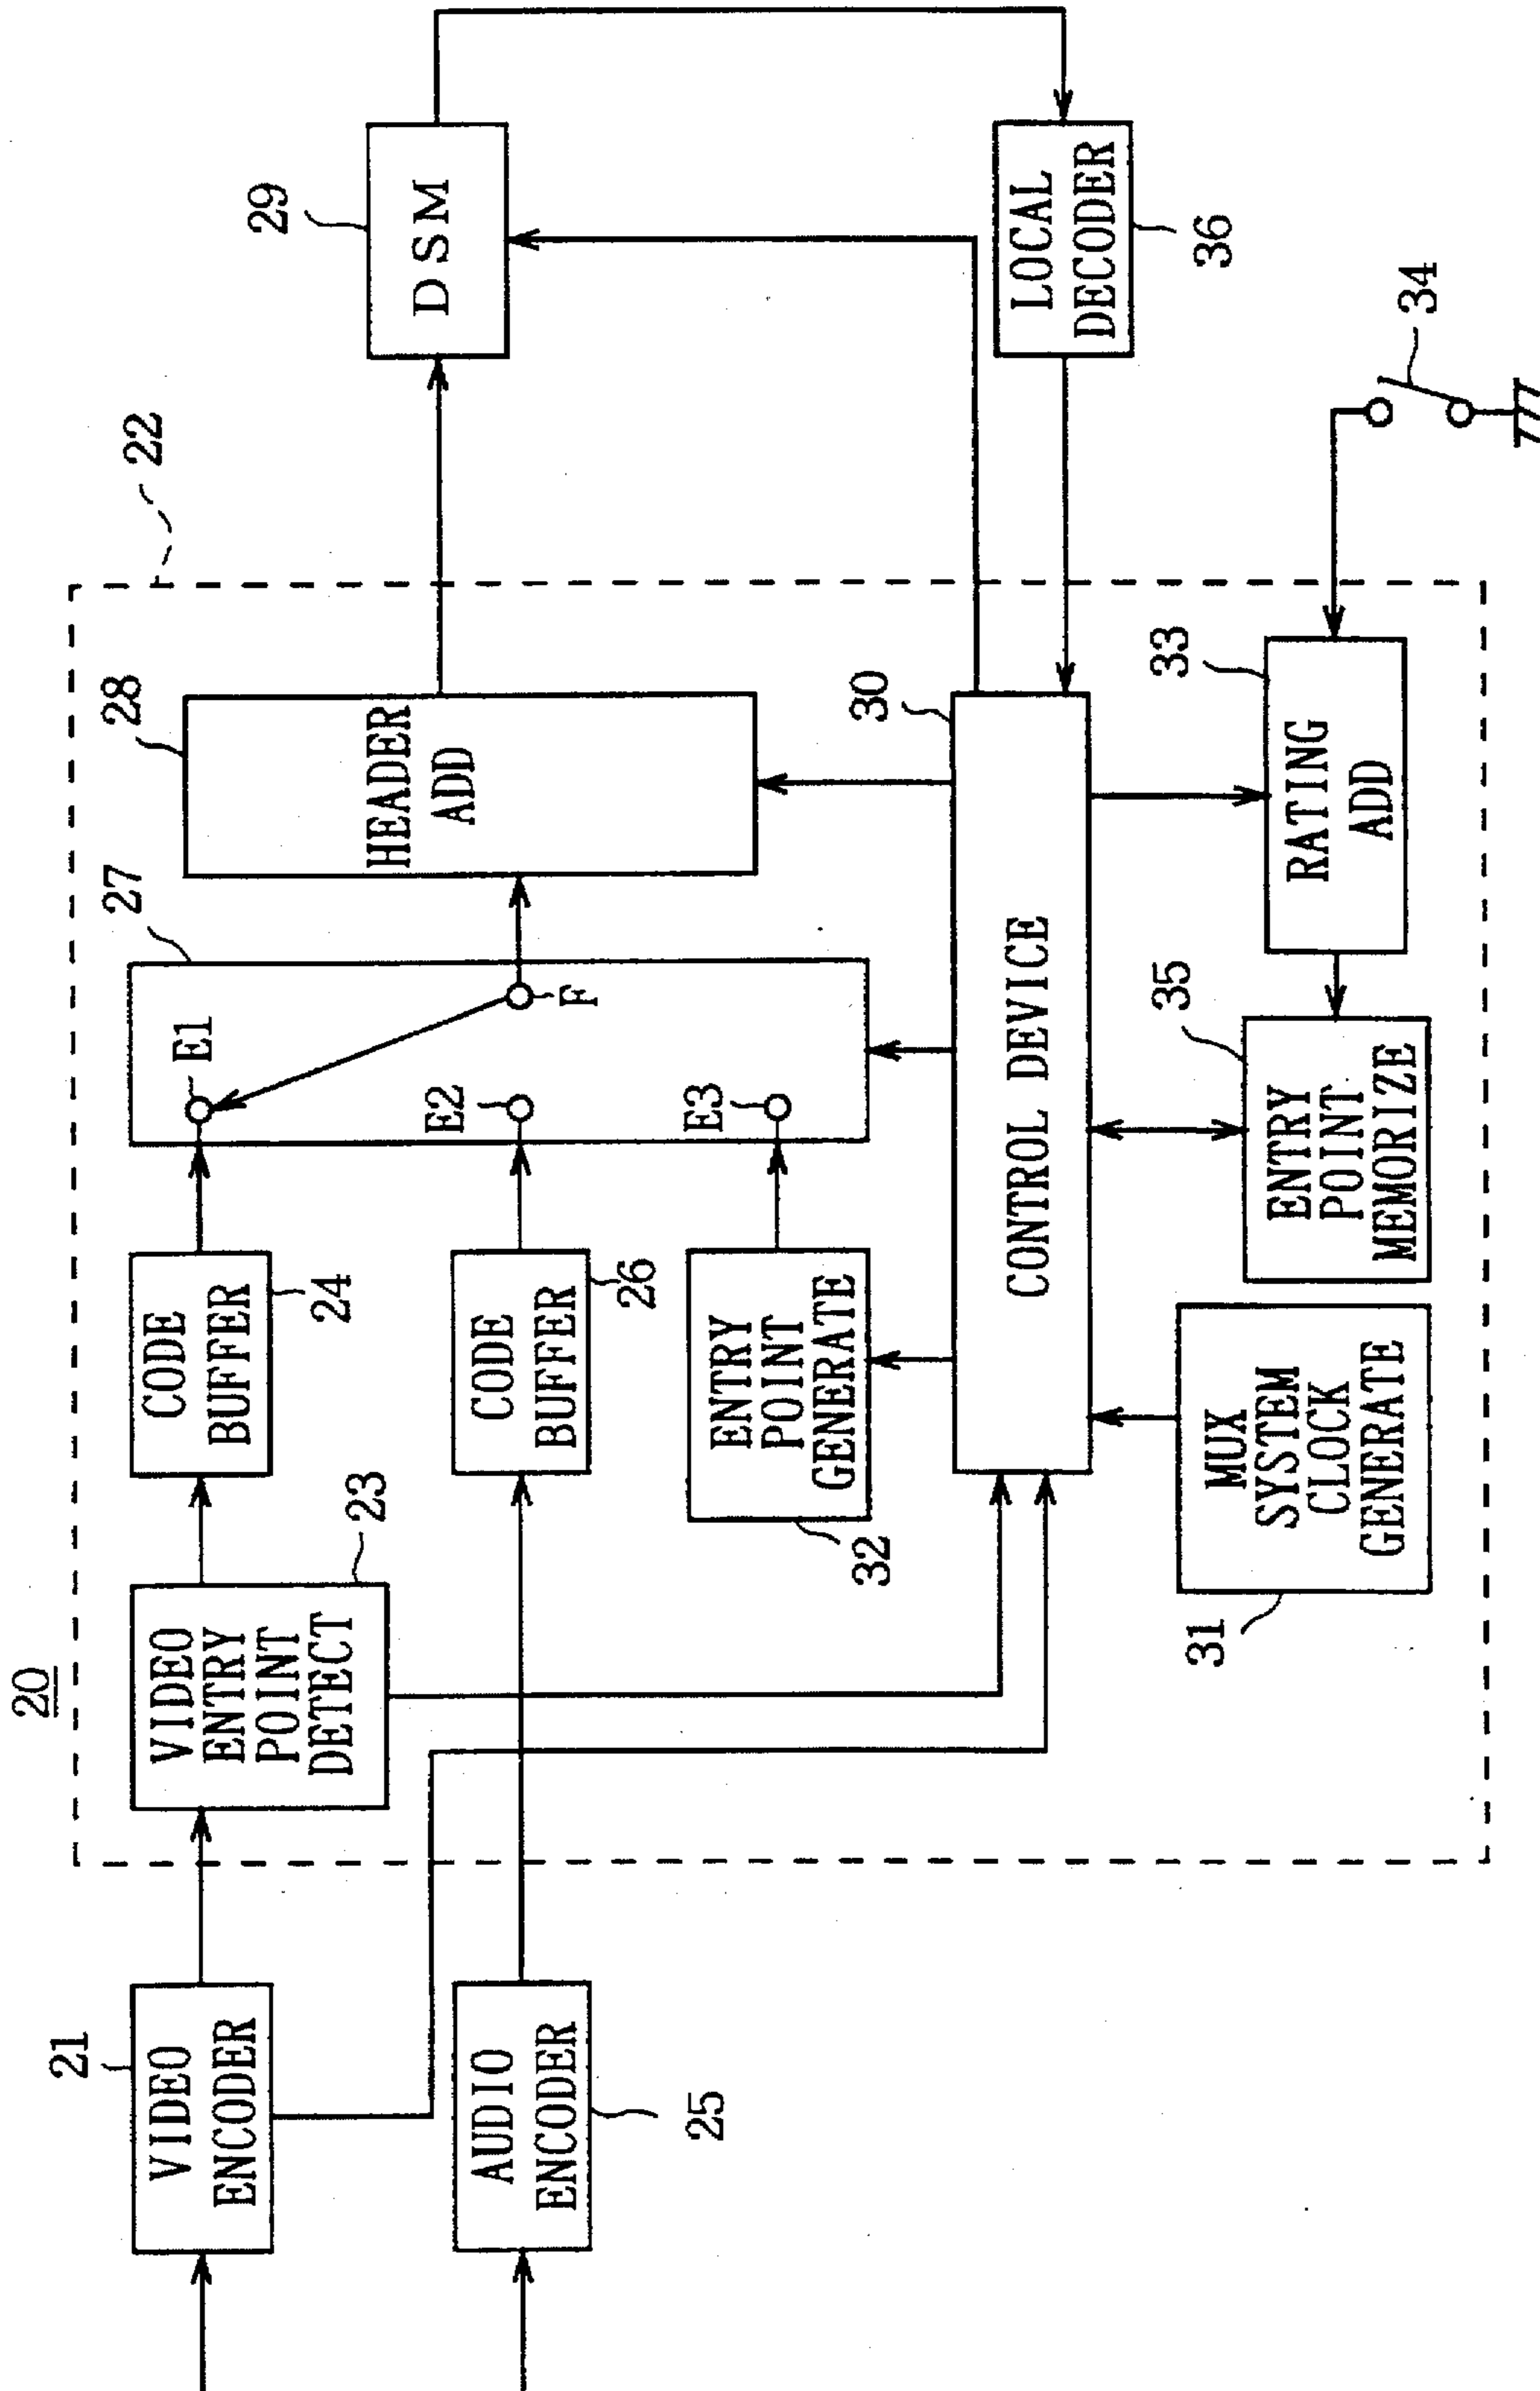 20
22
21
VIDEO
ENCODER
VIDEO
ENTRY
POINT
DETECT
23
CODE
BUFFER
24
E1
27
F
28
HEADER
ADD
29
DSM
25
AUDIO
ENCODER
CODE
BUFFER
26
E2
E3
ENTRY
POINT
GENERATE
32
30
CONTROL DEVICE
LOCAL
DECODER
36
31
MUX
SYSTEM
CLOCK
GENERATE
35
ENTRY
POINT
MEMORIZE
33
RATING
ADD
34